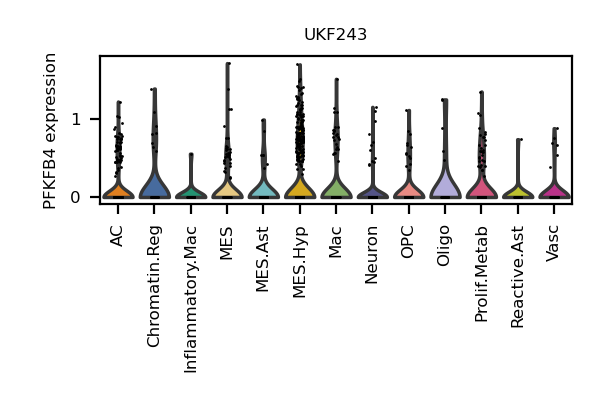 UKF243
PFKFB4 expression
1
0
AC
Chromatin.Reg
Inflammatory.Mac
MES
MES.Ast
MES.Hyp
Mac
Neuron
OPC
Oligo
Prolif.Metab
Reactive.Ast
Vasc